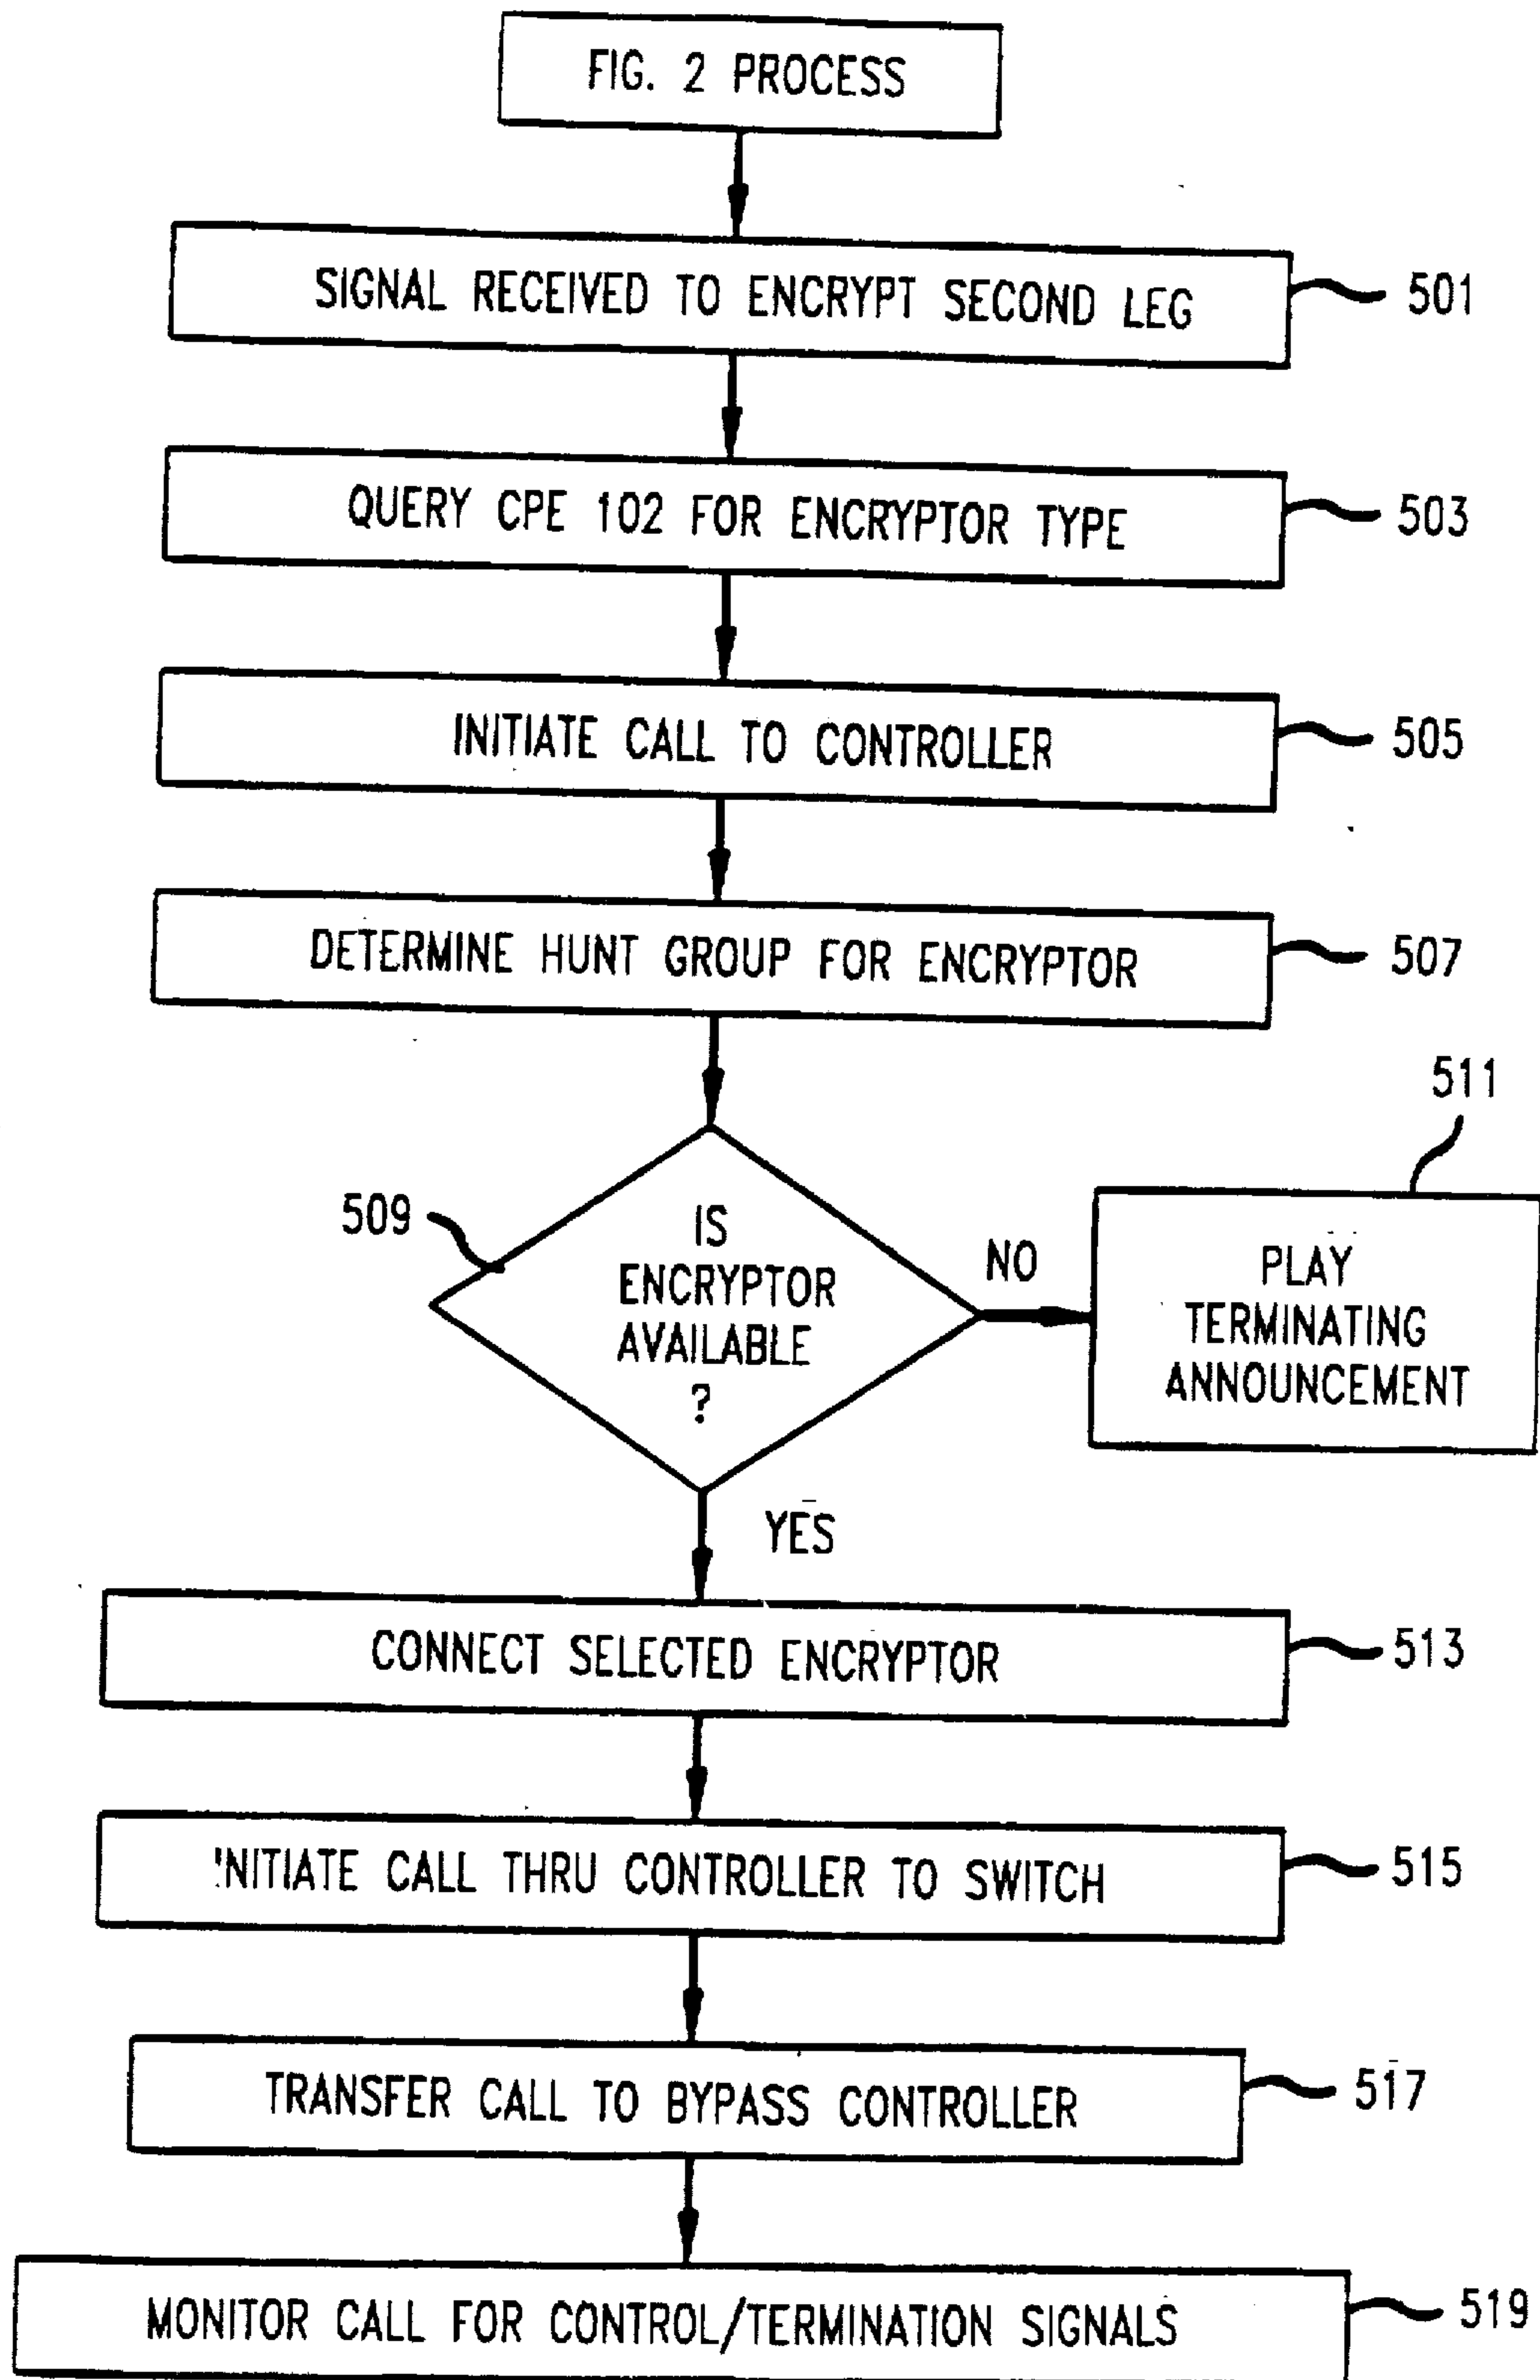 FIG. 2 PROCESS
SIGNAL RECEIVED TO ENCRYPT SECOND LEG
501
QUERY CPE 102 FOR ENCRYPTOR TYPE
503
INITIATE CALL TO CONTROLLER
505
DETERMINE HUNT GROUP FOR ENCRYPTOR
507
509
IS
ENCRYPTOR
AVAILABLE
?
NO
511
PLAY
TERMINATING
ANNOUNCEMENT
YES
CONNECT SELECTED ENCRYPTOR
513
INITIATE CALL THRU CONTROLLER TO SWITCH
515
TRANSFER CALL TO BYPASS CONTROLLER
517
MONITOR CALL FOR CONTROL/TERMINATION SIGNALS
519